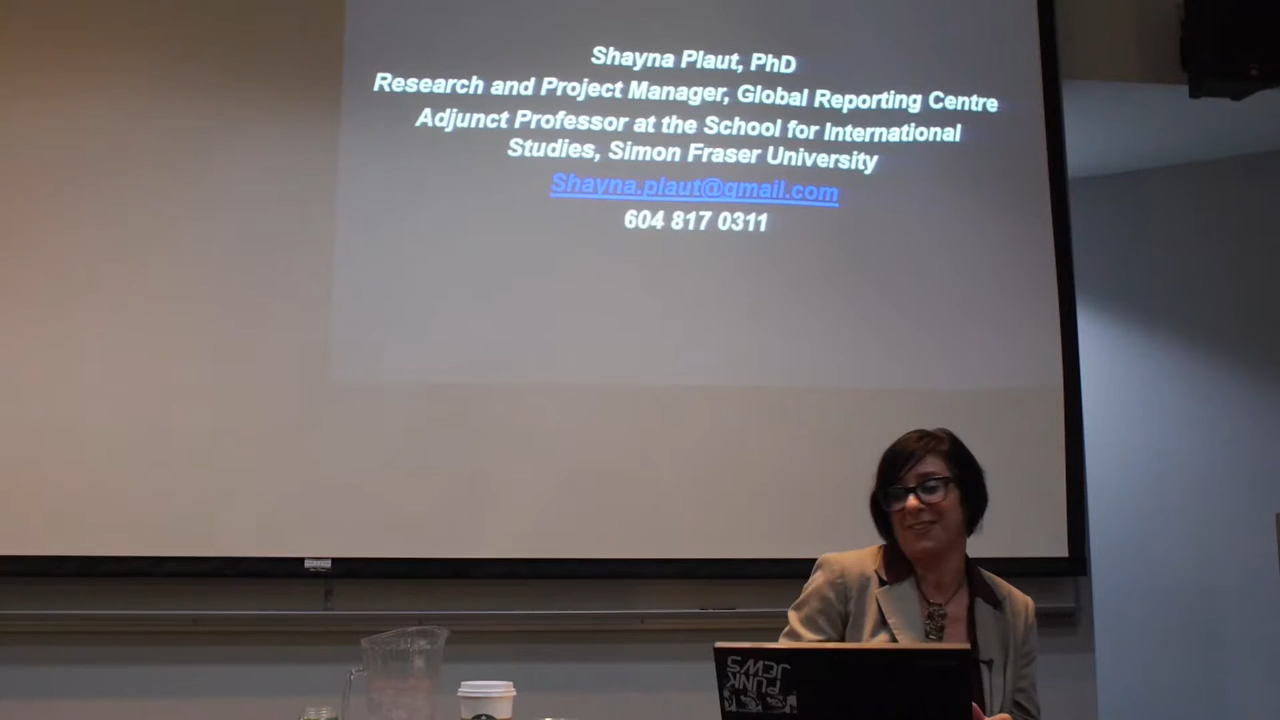 Shayna Plaut, PhD
Research and Project Manager, Global Reporting Centre
Adjunct Professor at the School for International
Studies, Simon Fraser University
Shayna.plaut@gmail.com
604 817 0311
PUNK
JEWS